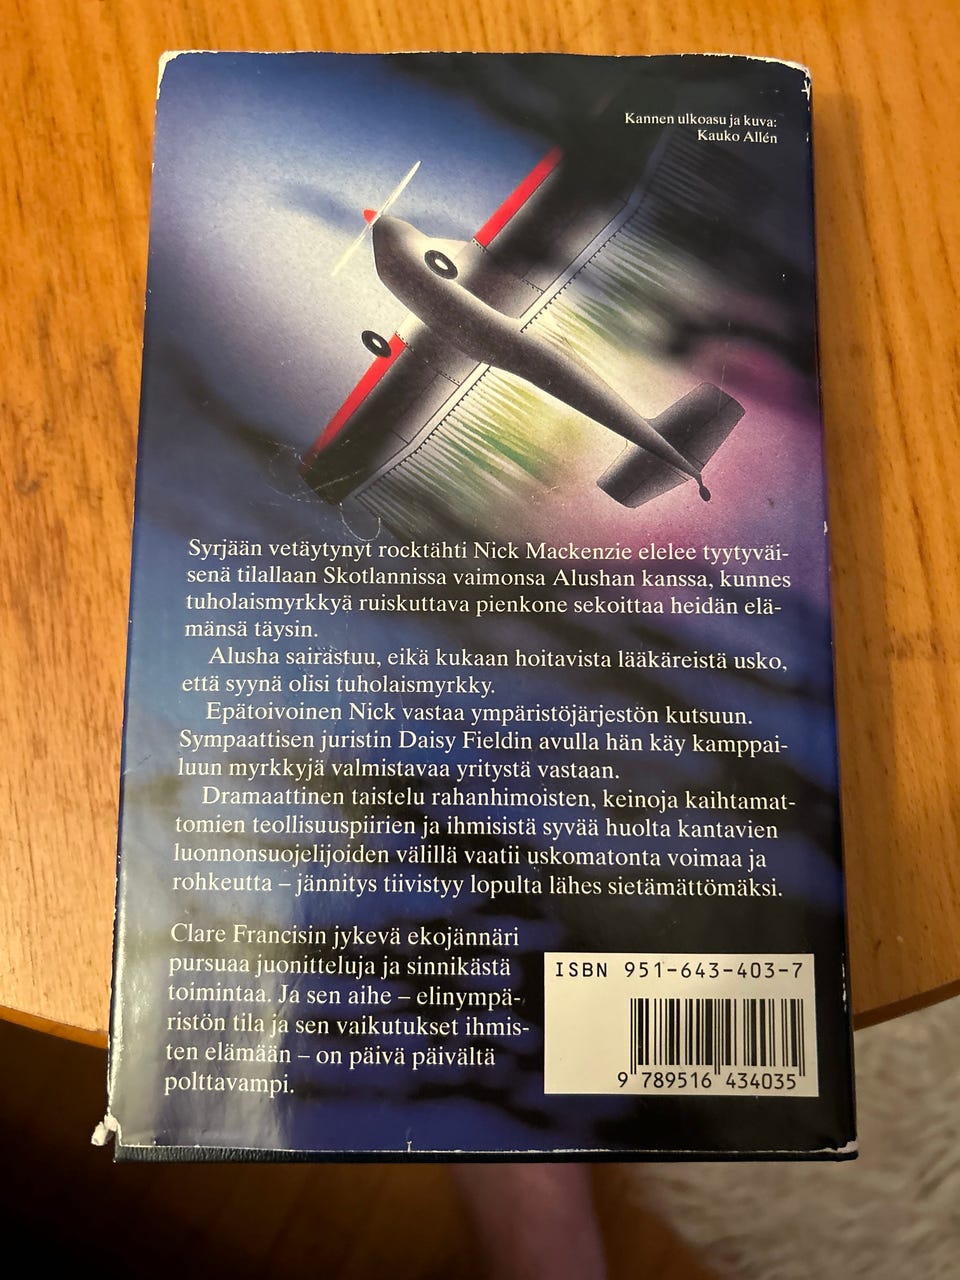 Kannen ulkoasu ja kuva:
Kauko Allén
Syrjään vetäytynyt rocktähti Nick Mackenzie elelee tyytyväi-
senä tilallaan Skotlannissa vaimonsa Alushan kanssa, kunnes
tuholaismyrkkyä ruiskuttava pienkone sekoittaa heidän elä-
mänsä täysin.
Alusha sairastuu, eikä kukaan hoitavista lääkäreistä usko,
että syynä olisi tuholaismyrkky.
Epätoivoinen Nick vastaa ympäristöjärjestön kutsuun.
Sympaattisen juristin Daisy Fieldin avulla hän käy kamppai-
luun myrkkyjä valmistavaa yritystä vastaan.
Dramaattinen taistelu rahanhimoisten, keinoja kaihtamat-
tomien teollisuuspiirien ja ihmisistä syvää huolta kantavien
luonnonsuojelijoiden välillä vaatii uskomatonta voimaa ja
rohkeutta – jännitys tiivistyy lopulta lähes sietämättömäksi.
Clare Francisin jykevä ekojännäri
pursuaa juonitteluja ja sinnikästä
toimintaa. Ja sen aihe – elinympä-
ristön tila ja sen vaikutukset ihmis-
ten elämään – on päivä päivältä
polttavampi.
ISBN 951-643-403-7
9 789516 434035